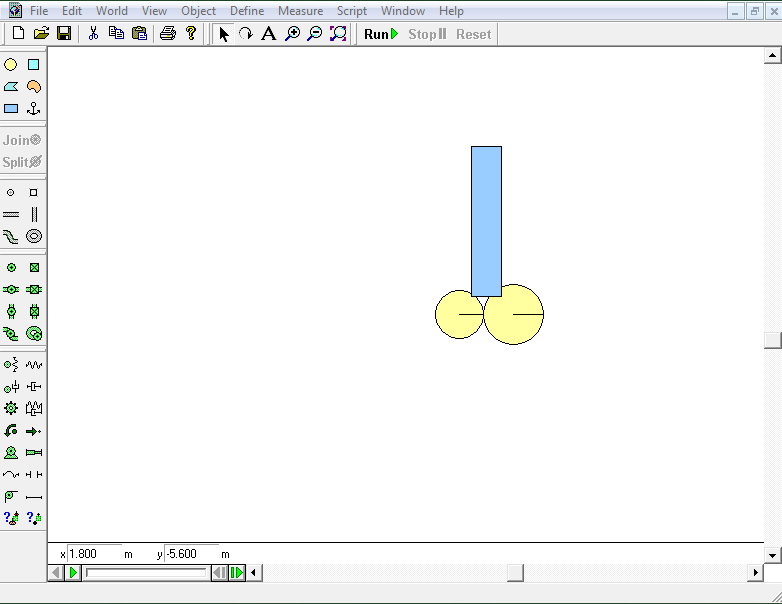 File Edit World View Object Define Measure Script Window Help
A ? Run Stop Reset
Join
Split
? ?
x 1.800 m y -5.600 m